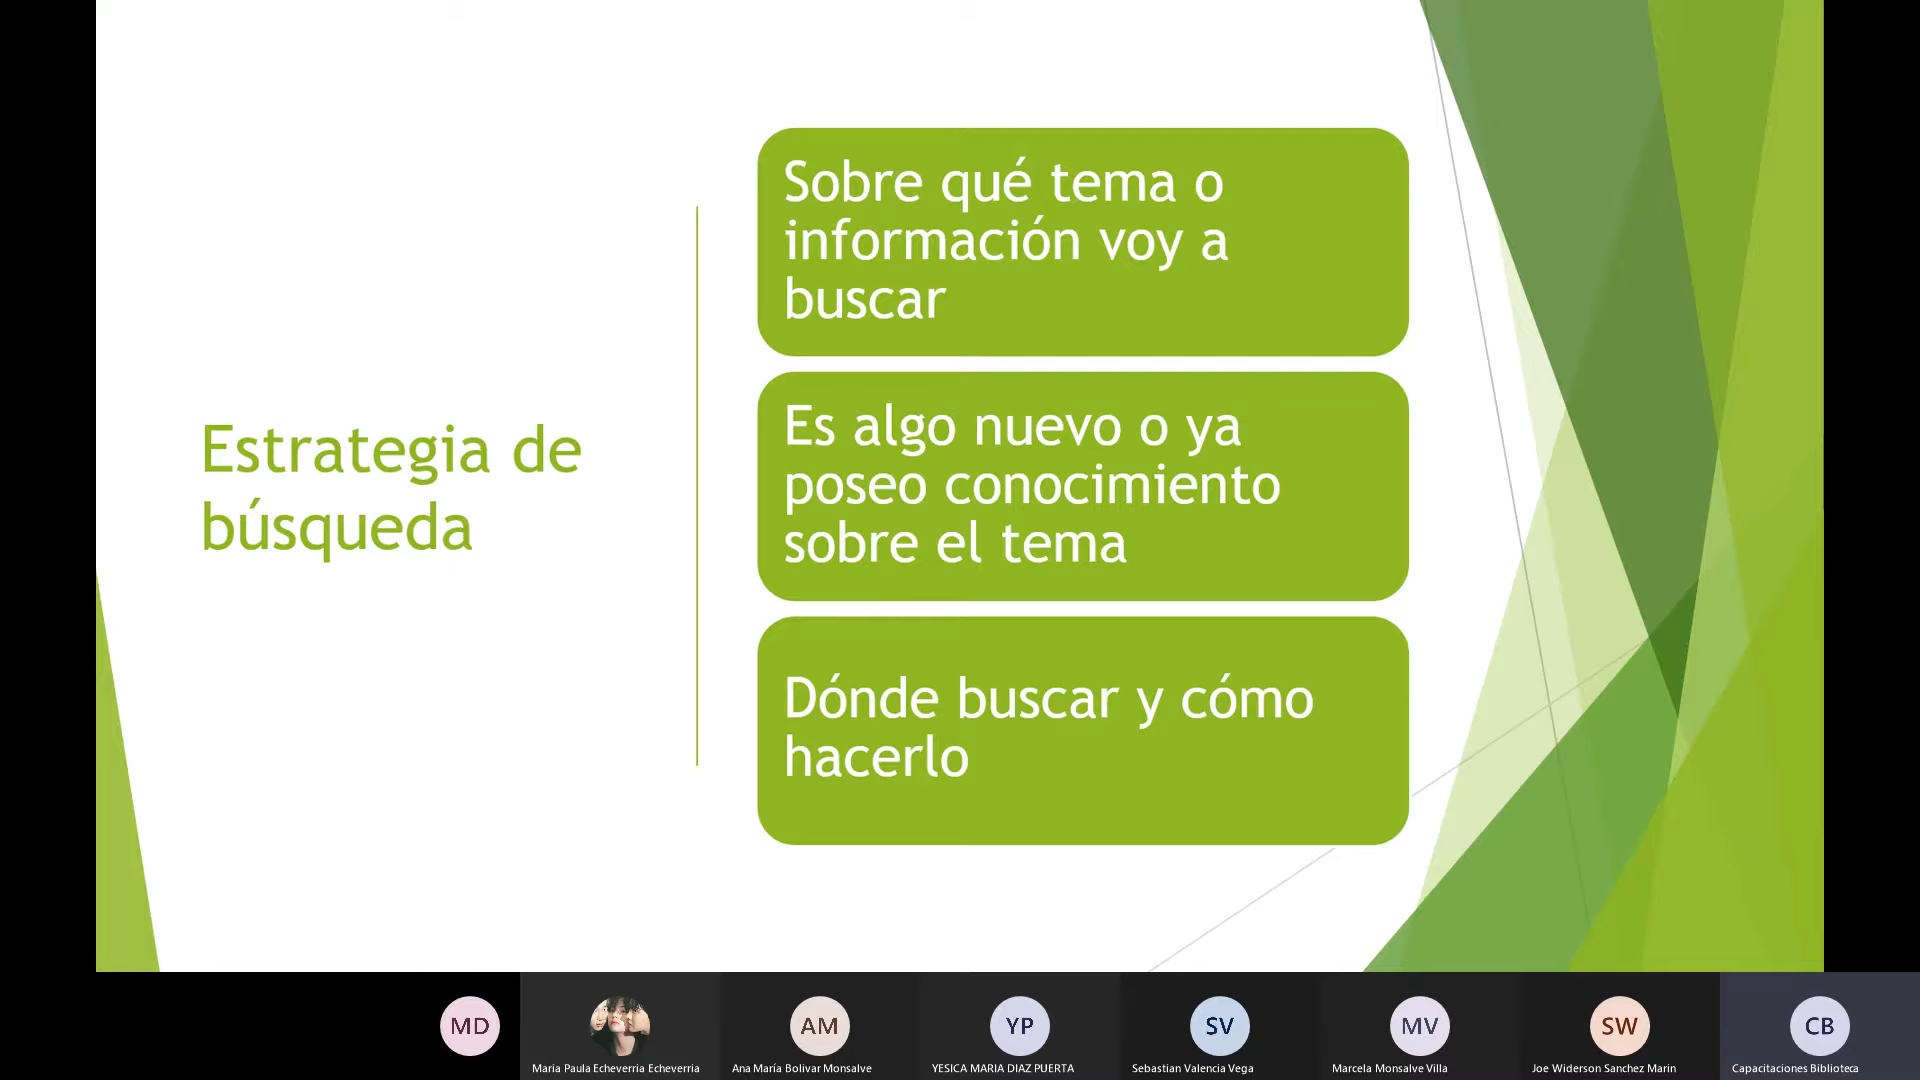 Estrategia de
búsqueda
Sobre qué tema o
información voy a
buscar
Es algo nuevo o ya
poseo conocimiento
sobre el tema
Dónde buscar y cómo
hacerlo
MD
AM
YP
SV
MV
SW
CB
Maria Paula Echeverria Echeverria
Ana María Bolivar Monsalve
YESICA MARIA DIAZ PUERTA
Sebastian Valencia Vega
Marcela Monsalve Villa
Joe Widerson Sanchez Marin
Capacitaciones Biblioteca